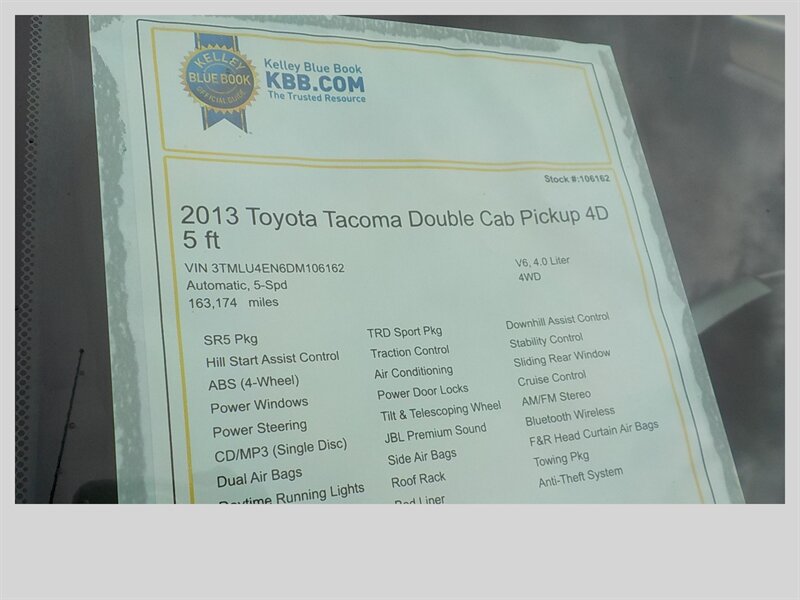 KELLEY
BLUE BOOK
OFFICIAL GUIDE
Kelley Blue Book
KBB.COM
The Trusted Resource
Stock #:106162
2013 Toyota Tacoma Double Cab Pickup 4D
5 ft
VIN 3TMLU4EN6DM106162
Automatic, 5-Spd
163,174 miles
V6, 4.0 Liter
4WD
SR5 Pkg
Hill Start Assist Control
ABS (4-Wheel)
Power Windows
Power Steering
CD/MP3 (Single Disc)
Dual Air Bags
Daytime Running Lights
TRD Sport Pkg
Traction Control
Air Conditioning
Power Door Locks
Tilt & Telescoping Wheel
JBL Premium Sound
Side Air Bags
Roof Rack
Bed Liner
Downhill Assist Control
Stability Control
Sliding Rear Window
Cruise Control
AM/FM Stereo
Bluetooth Wireless
F&R Head Curtain Air Bags
Towing Pkg
Anti-Theft System